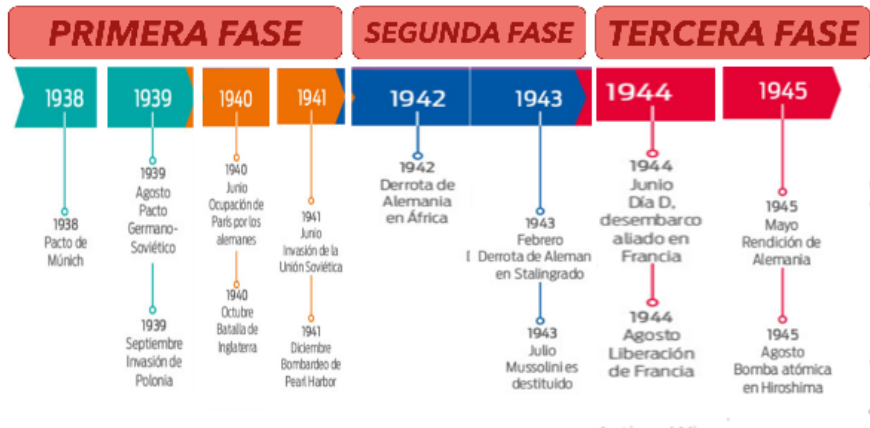 PRIMERA FASE
SEGUNDA FASE
TERCERA FASE
1938
1939
1940
1941
1942
1943
1944
1945
1938
Pacto de
Múnich
1939
Agosto
Pacto
Germano-
Soviético
1939
Septiembre
Invasión de
Polonia
1940
Junio
Ocupación de
París por los
alemanes
1940
Octubre
Batalla de
Inglaterra
1941
Junio
Invasión de la
Unión Soviética
1941
Diciembre
Bombardeo de
Pearl Harbor
1942
Derrota de
Alemania
en África
1943
Febrero
Derrota de Aleman
en Stalingrado
1943
Julio
Mussolini es
destituido
1944
Junio
Día D,
desembarco
aliado en
Francia
1944
Agosto
Liberación
de Francia
1945
Mayo
Rendición de
Alemania
1945
Agosto
Bomba atómica
en Hiroshima